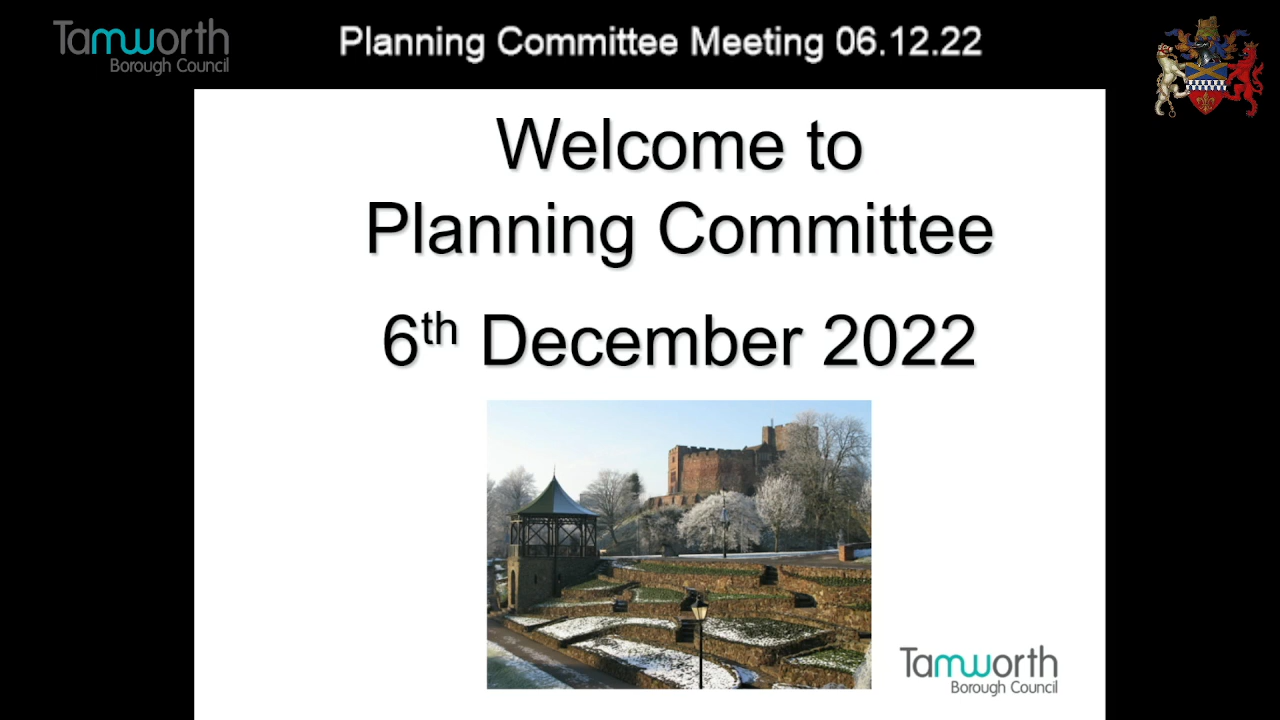 Tamworth
Borough Council
Planning Committee Meeting 06.12.22
Welcome to
Planning Committee
6th December 2022
Tamworth
Borough Council